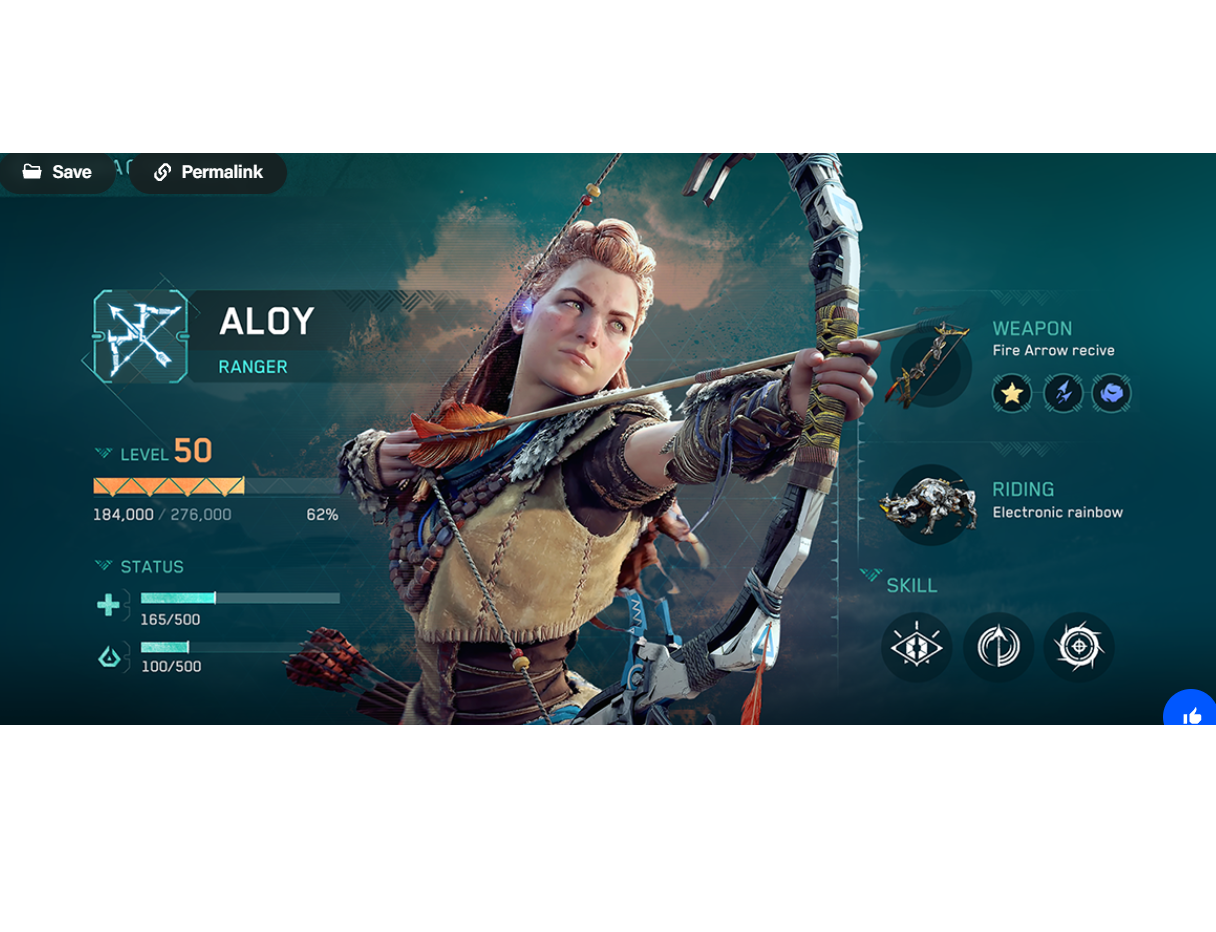 Save
Permalink
ALOY
RANGER
LEVEL 50
184,000 / 276,000 62%
STATUS
165/500
100/500
WEAPON
Fire Arrow recive
RIDING
Electronic rainbow
SKILL